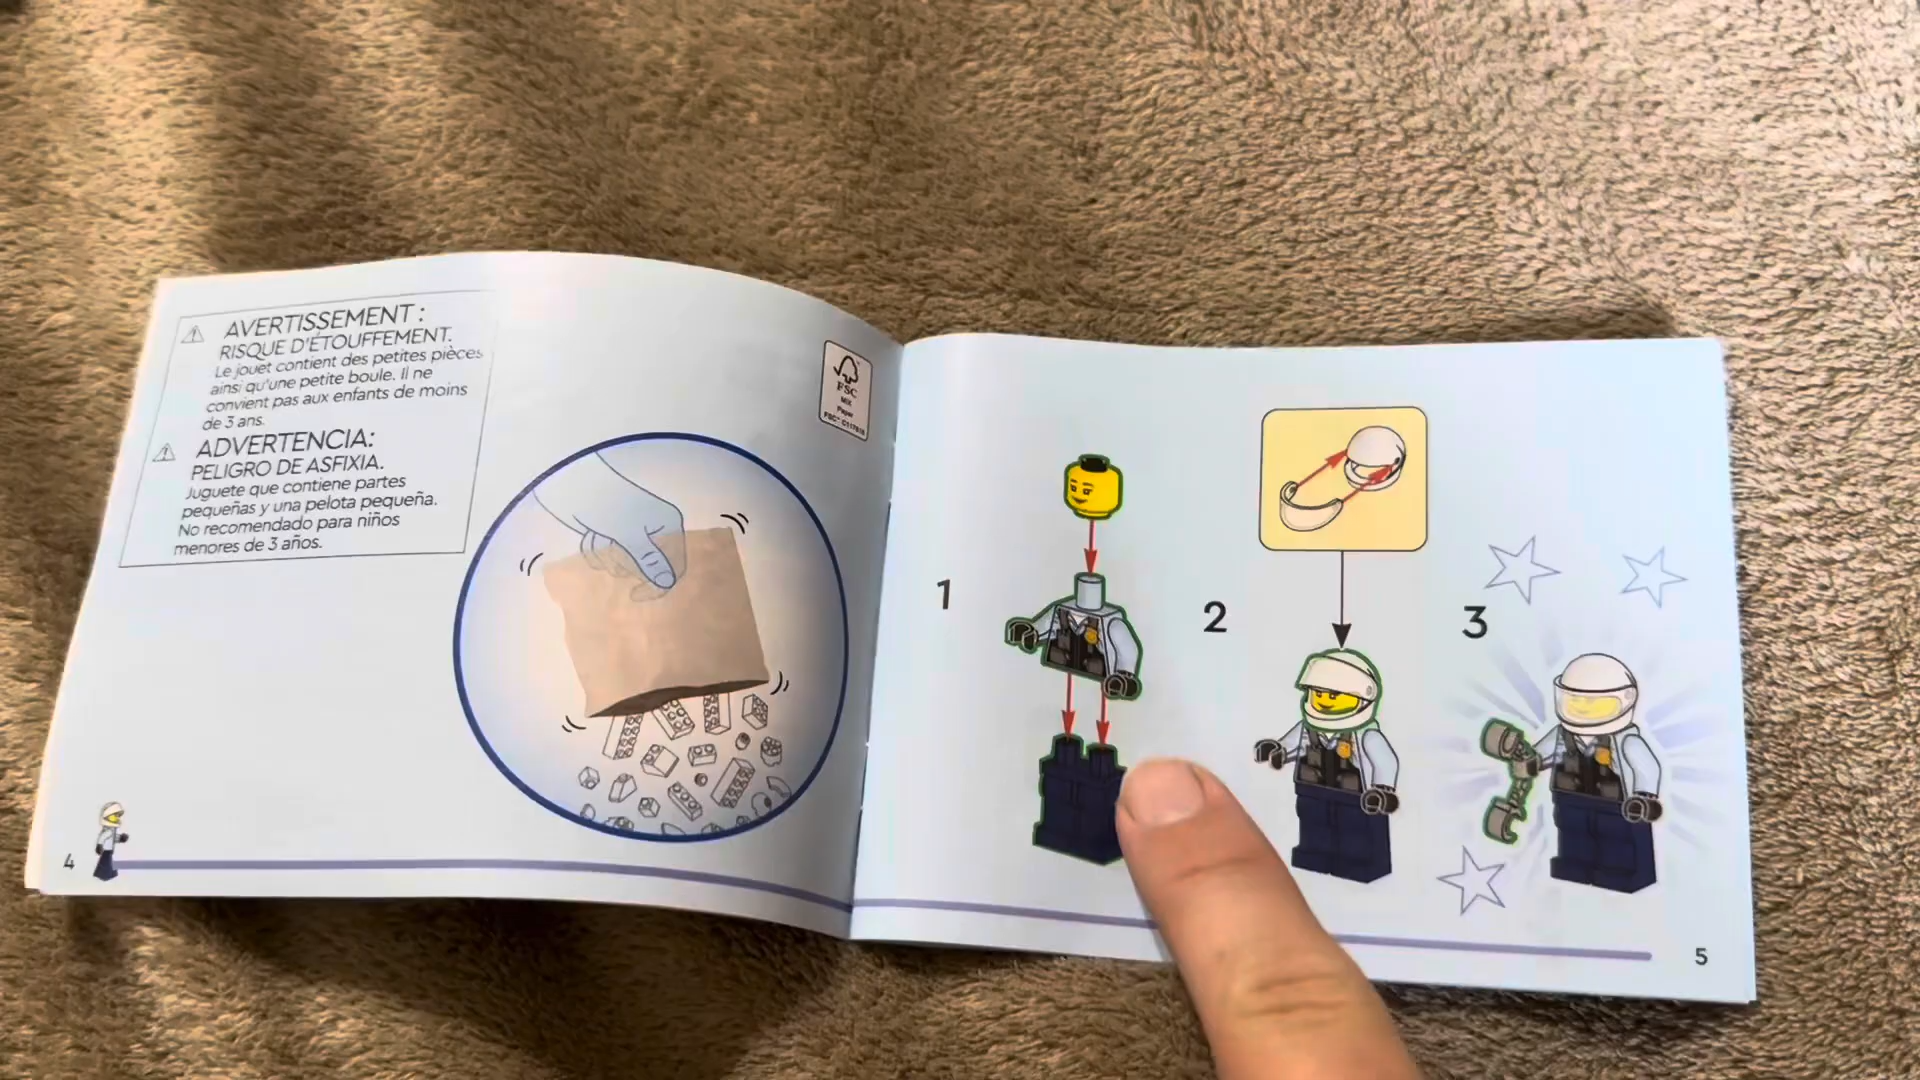 AVERTISSEMENT :
RISQUE D'ÉTOUFFEMENT.
Le jouet contient des petites pièces
ainsi qu'une petite boule. Il ne
convient pas aux enfants de moins
de 3 ans.
ADVERTENCIA:
PELIGRO DE ASFIXIA.
Juguete que contiene partes
pequeñas y una pelota pequeña.
No recomendado para niños
menores de 3 años.
FSC
MIX
Paper
4
1
2
3
5